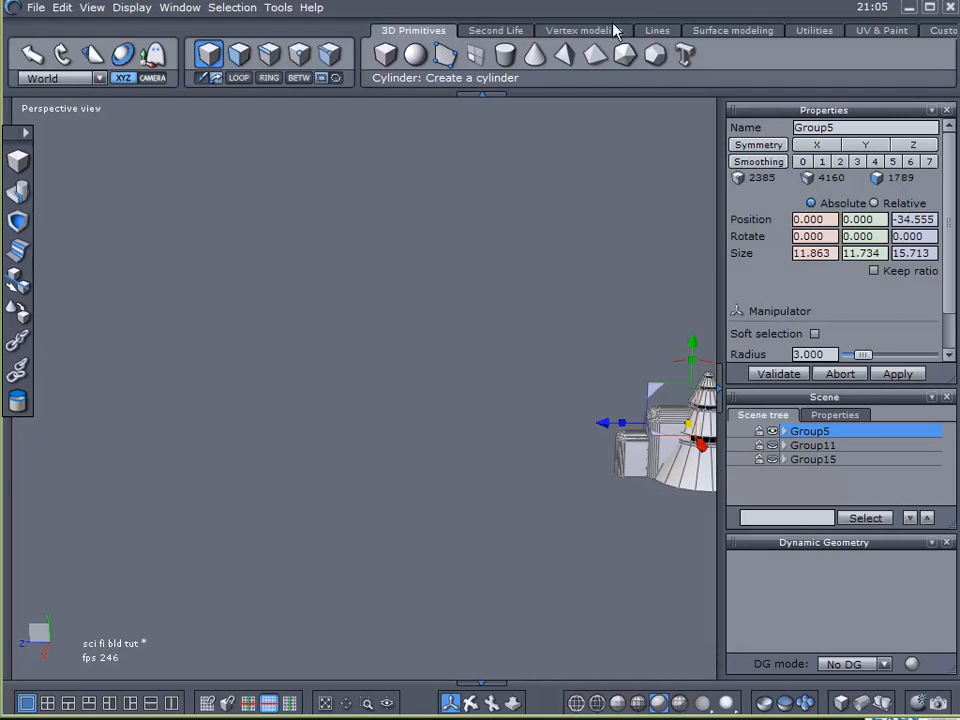 File Edit View Display Window Selection Tools Help 21:05
3D Primitives Second Life Vertex modeli Lines Surface modeling Utilities UV & Paint Custo
World XYZ CAMERA LOOP RING BETW
Cylinder: Create a cylinder
Perspective view
Properties
Name Group5
Symmetry X Y Z
Smoothing 0 1 2 3 4 5 6 7
2385 4160 1789
Absolute Relative
Position 0.000 0.000 -34.555
Rotate 0.000 0.000 0.000
Size 11.863 11.734 15.713
Keep ratio
Manipulator
Soft selection
Radius 3.000
Validate Abort Apply
Scene
Scene tree Properties
Group5
Group11
Group15
Select
Dynamic Geometry
Y
Z
X
sci fi bld tut *
fps 246
DG mode: No DG